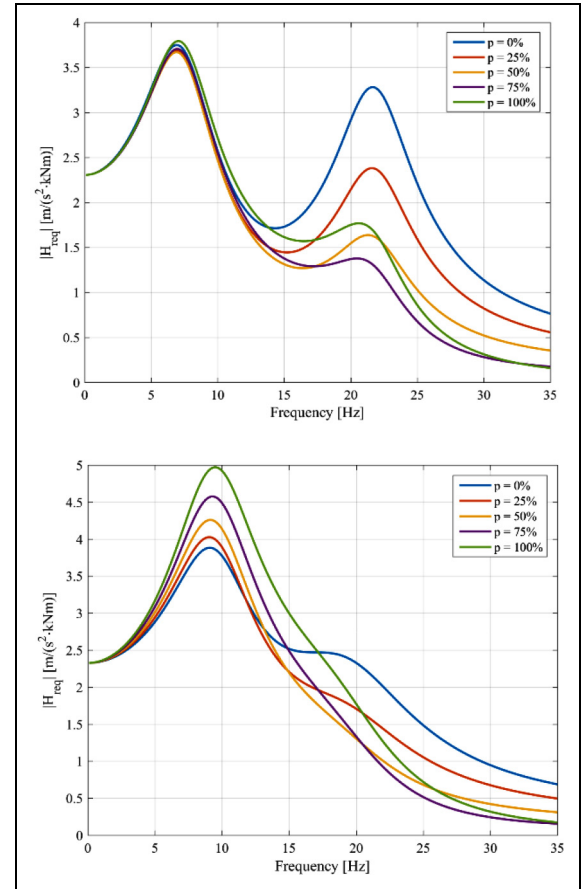 4
3.5
3
2.5
2
1.5
1
0.5
0
|H_req| [m/(s²·kNm)]
p = 0%
p = 25%
p = 50%
p = 75%
p = 100%
0 5 10 15 20 25 30 35
Frequency [Hz]
5
4.5
4
3.5
3
2.5
2
1.5
1
0.5
0
|H_req| [m/(s²·kNm)]
p = 0%
p = 25%
p = 50%
p = 75%
p = 100%
0 5 10 15 20 25 30 35
Frequency [Hz]